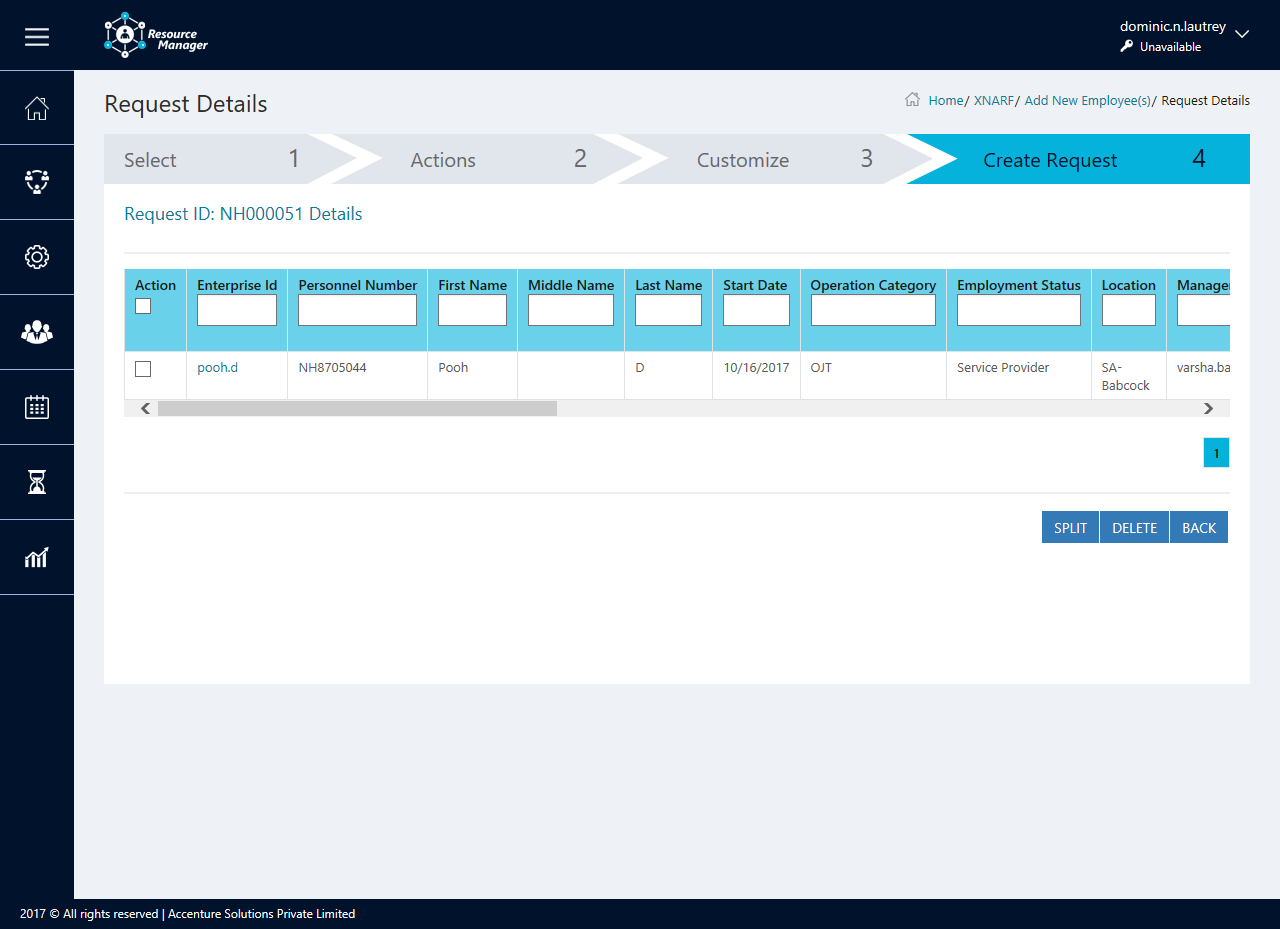 Resource
Manager
dominic.n.lautrey
Unavailable
Request Details
Home/ XNARF/ Add New Employee(s)/ Request Details
Select 1 Actions 2 Customize 3 Create Request 4
Request ID: NH000051 Details
Action Enterprise Id Personnel Number First Name Middle Name Last Name Start Date Operation Category Employment Status Location Manager
pooh.d NH8705044 Pooh D 10/16/2017 OJT Service Provider SA- varsha.ba
Babcock
1
SPLIT DELETE BACK
2017 © All rights reserved | Accenture Solutions Private Limited